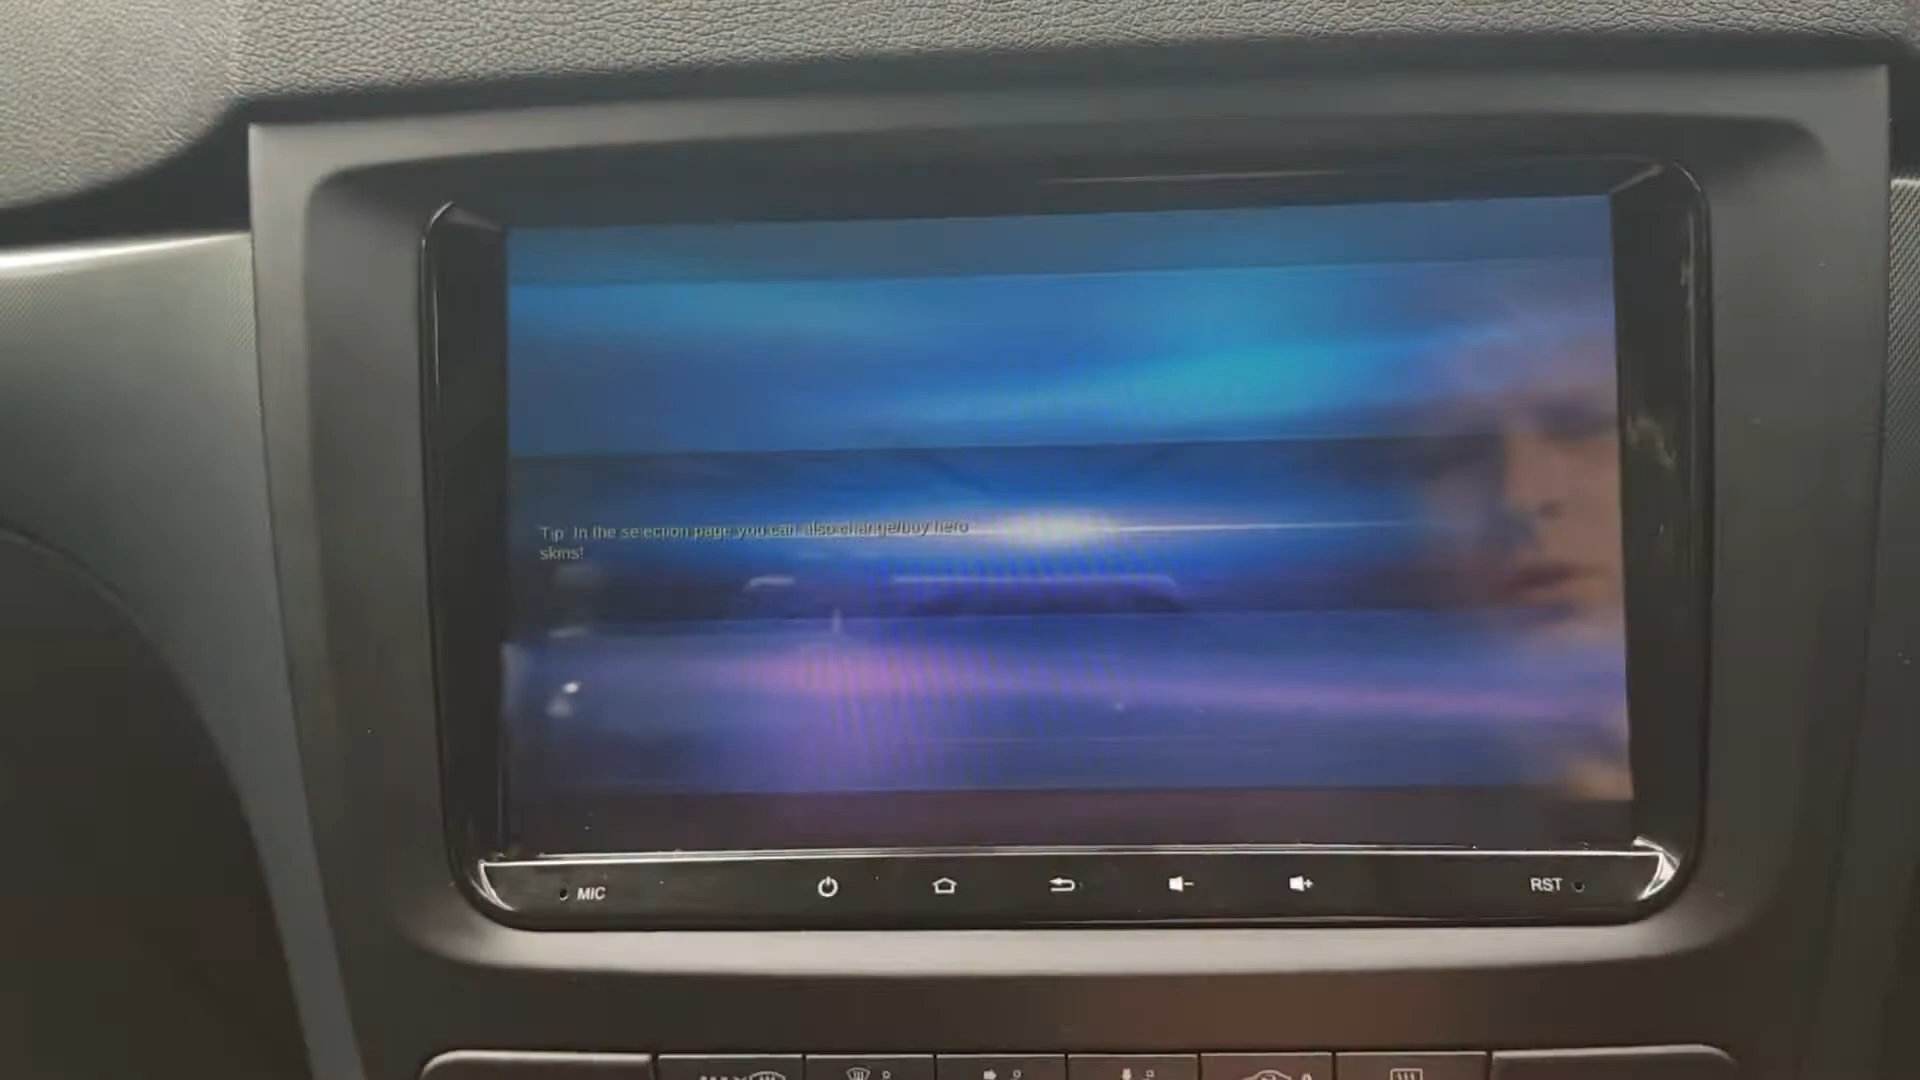 Tip: In the selection page you can also change/buy hero
skins!
MIC
RST